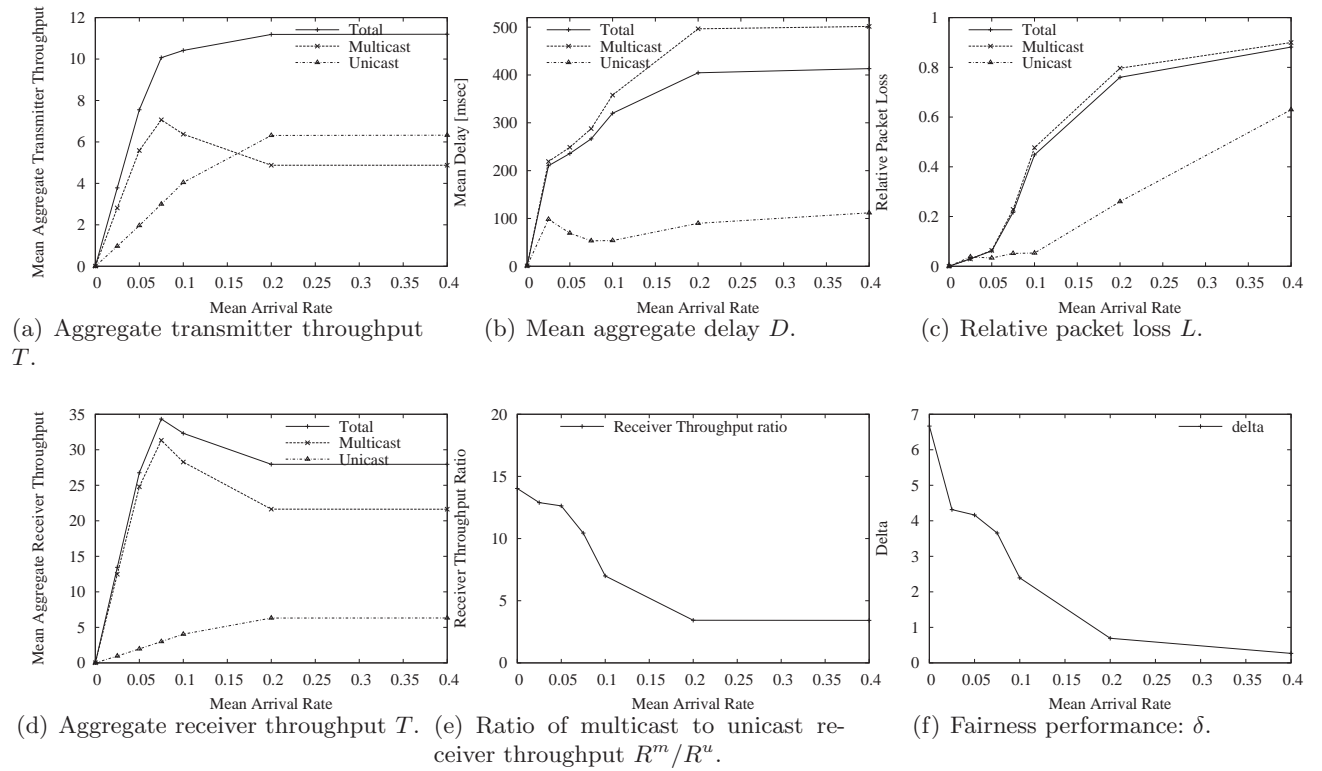 Mean Aggregate Transmitter Throughput
12
10
8
6
4
2
0
Total
Multicast
Unicast
0 0.05 0.1 0.15 0.2 0.25 0.3 0.35 0.4
Mean Arrival Rate
(a) Aggregate transmitter throughput
T.
Mean Delay [msec]
500
400
300
200
100
0
Total
Multicast
Unicast
0 0.05 0.1 0.15 0.2 0.25 0.3 0.35 0.4
Mean Arrival Rate
(b) Mean aggregate delay D.
Relative Packet Loss
1
0.8
0.6
0.4
0.2
0
Total
Multicast
Unicast
0 0.05 0.1 0.15 0.2 0.25 0.3 0.35 0.4
Mean Arrival Rate
(c) Relative packet loss L.
Mean Aggregate Receiver Throughput
35
30
25
20
15
10
5
0
Total
Multicast
Unicast
0 0.05 0.1 0.15 0.2 0.25 0.3 0.35 0.4
Mean Arrival Rate
(d) Aggregate receiver throughput T.
Receiver Throughput Ratio
20
15
10
5
0
Receiver Throughput ratio
0 0.05 0.1 0.15 0.2 0.25 0.3 0.35 0.4
Mean Arrival Rate
(e) Ratio of multicast to unicast re-
ceiver throughput R^m/R^u.
Delta
7
6
5
4
3
2
1
0
delta
0 0.05 0.1 0.15 0.2 0.25 0.3 0.35 0.4
Mean Arrival Rate
(f) Fairness performance: δ.